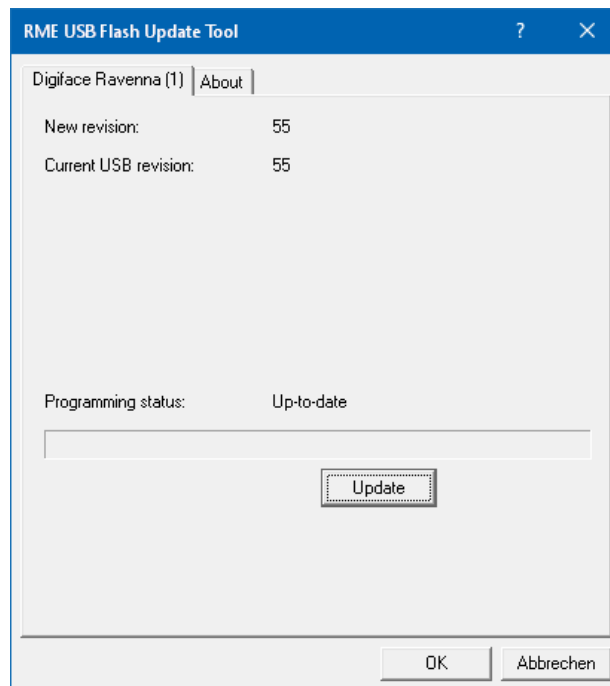 RME USB Flash Update Tool
Digiface Ravenna (1) About
New revision: 55
Current USB revision: 55
Programming status: Up-to-date
Update
OK Abbrechen